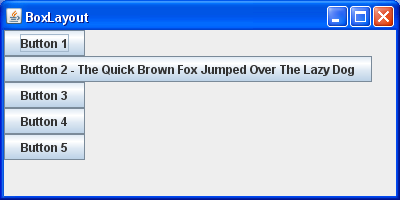 BoxLayout
Button 1
Button 2 - The Quick Brown Fox Jumped Over The Lazy Dog
Button 3
Button 4
Button 5